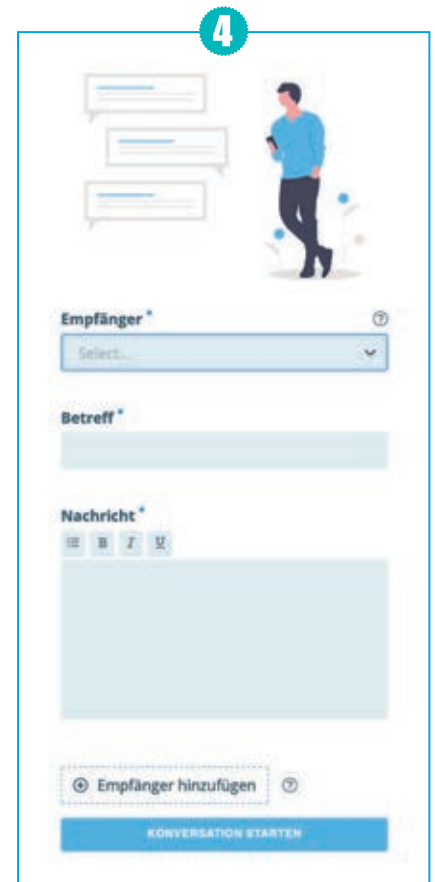 4
Empfänger *
Select...
Betreff *
Nachricht *
B I U
Empfänger hinzufügen
KONVERSATION STARTEN